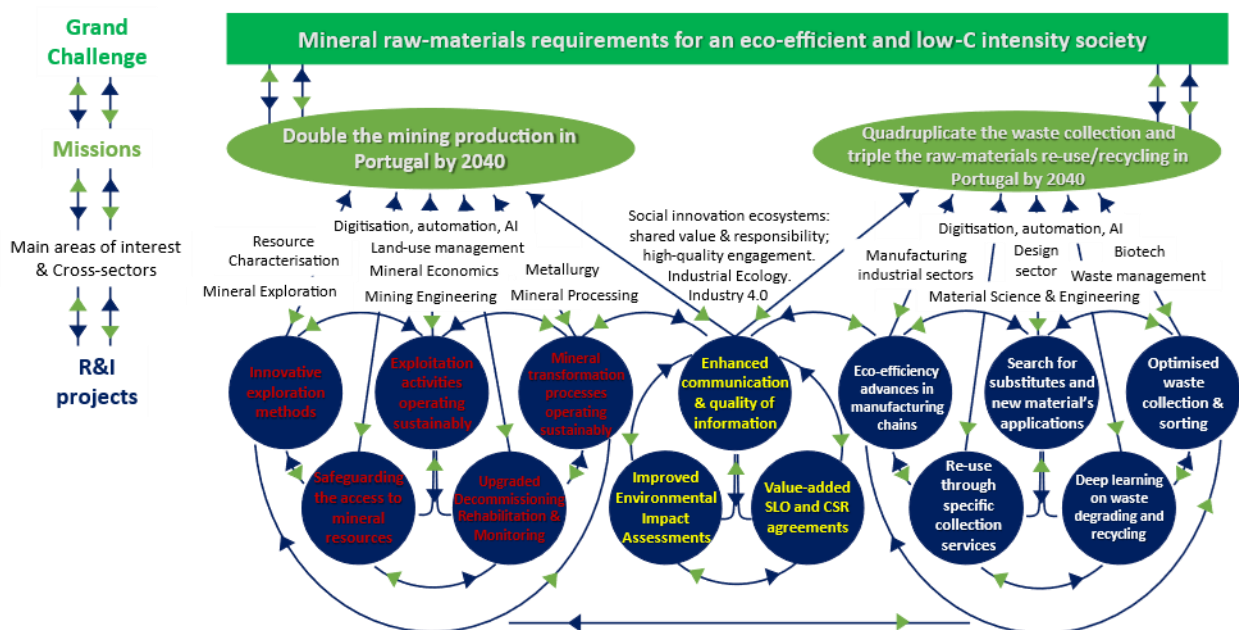 Grand
Challenge
Missions
Main areas of interest
& Cross-sectors
R&I
projects
Mineral raw-materials requirements for an eco-efficient and low-C intensity society
Double the mining production in
Portugal by 2040
Quadruplicate the waste collection and
triple the raw-materials re-use/recycling in
Portugal by 2040
Resource
Characterisation
Mineral Exploration
Digitisation, automation, AI
Land-use management
Mineral Economics
Mining Engineering
Metallurgy
Mineral Processing
Social innovation ecosystems:
shared value & responsibility;
high-quality engagement.
Industrial Ecology.
Industry 4.0
Manufacturing
industrial sectors
Digitisation, automation, AI
Design
sector
Material Science & Engineering
Biotech
Waste management
Innovative
exploration
methods
Exploitation
activities
operating
sustainably
Mineral
transformation
processes
operating
sustainably
Safeguarding
the access to
mineral
resources
Upgraded
Decommissioning
Rehabilitation &
Monitoring
Enhanced
communication
& quality of
information
Improved
Environmental
Impact
Assessments
Value-added
SLO and CSR
agreements
Eco-efficiency
advances in
manufacturing
chains
Search for
substitutes and
new material's
applications
Optimised
waste
collection &
sorting
Re-use
through
specific
collection
services
Deep learning
on waste
degrading and
recycling